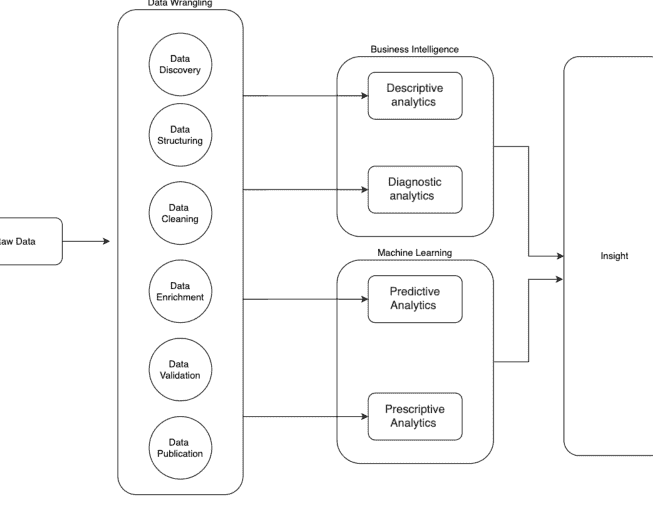 Data Wrangling
Data
Discovery
Data
Structuring
Data
Cleaning
Data
Enrichment
Data
Validation
Data
Publication
Data
Business Intelligence
Descriptive
analytics
Diagnostic
analytics
Machine Learning
Predictive
Analytics
Prescriptive
Analytics
Insight